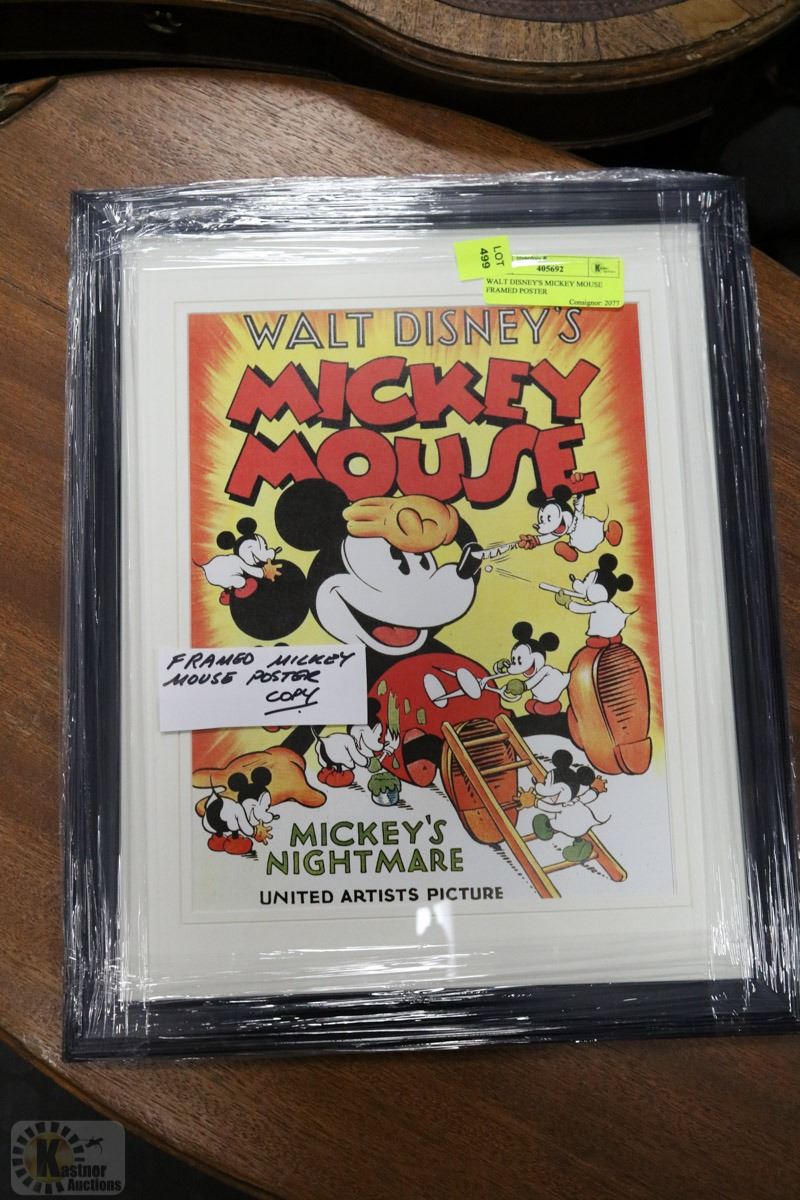 LOT
499
405692
WALT DISNEY'S MICKEY MOUSE
FRAMED POSTER
Consignor: 2077
WALT DISNEY'S
MICKEY
MOUSE
FRAMED MICKEY
MOUSE POSTER
COPY
MICKEY'S
NIGHTMARE
UNITED ARTISTS PICTURE
Kastner
Auctions